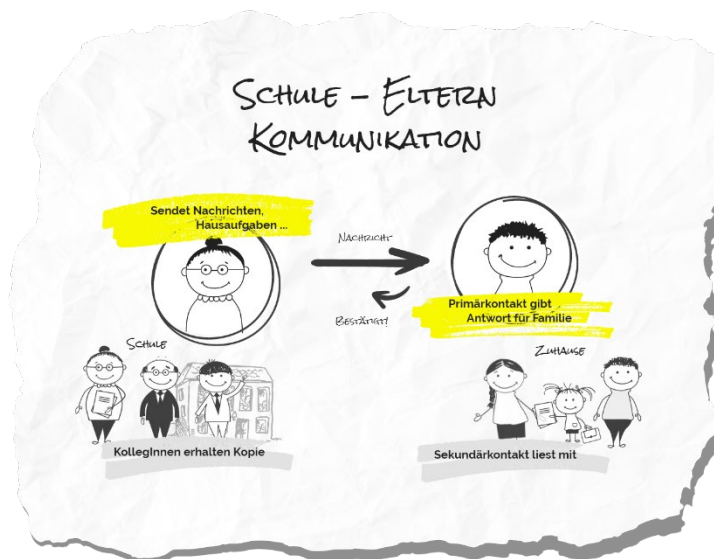 Schule – Eltern
Kommunikation
Sendet Nachrichten,
Hausaufgaben ...
Nachricht
Bestätigt!
Primärkontakt gibt
Antwort für Familie
Schule
Zuhause
KollegInnen erhalten Kopie
Sekundärkontakt liest mit